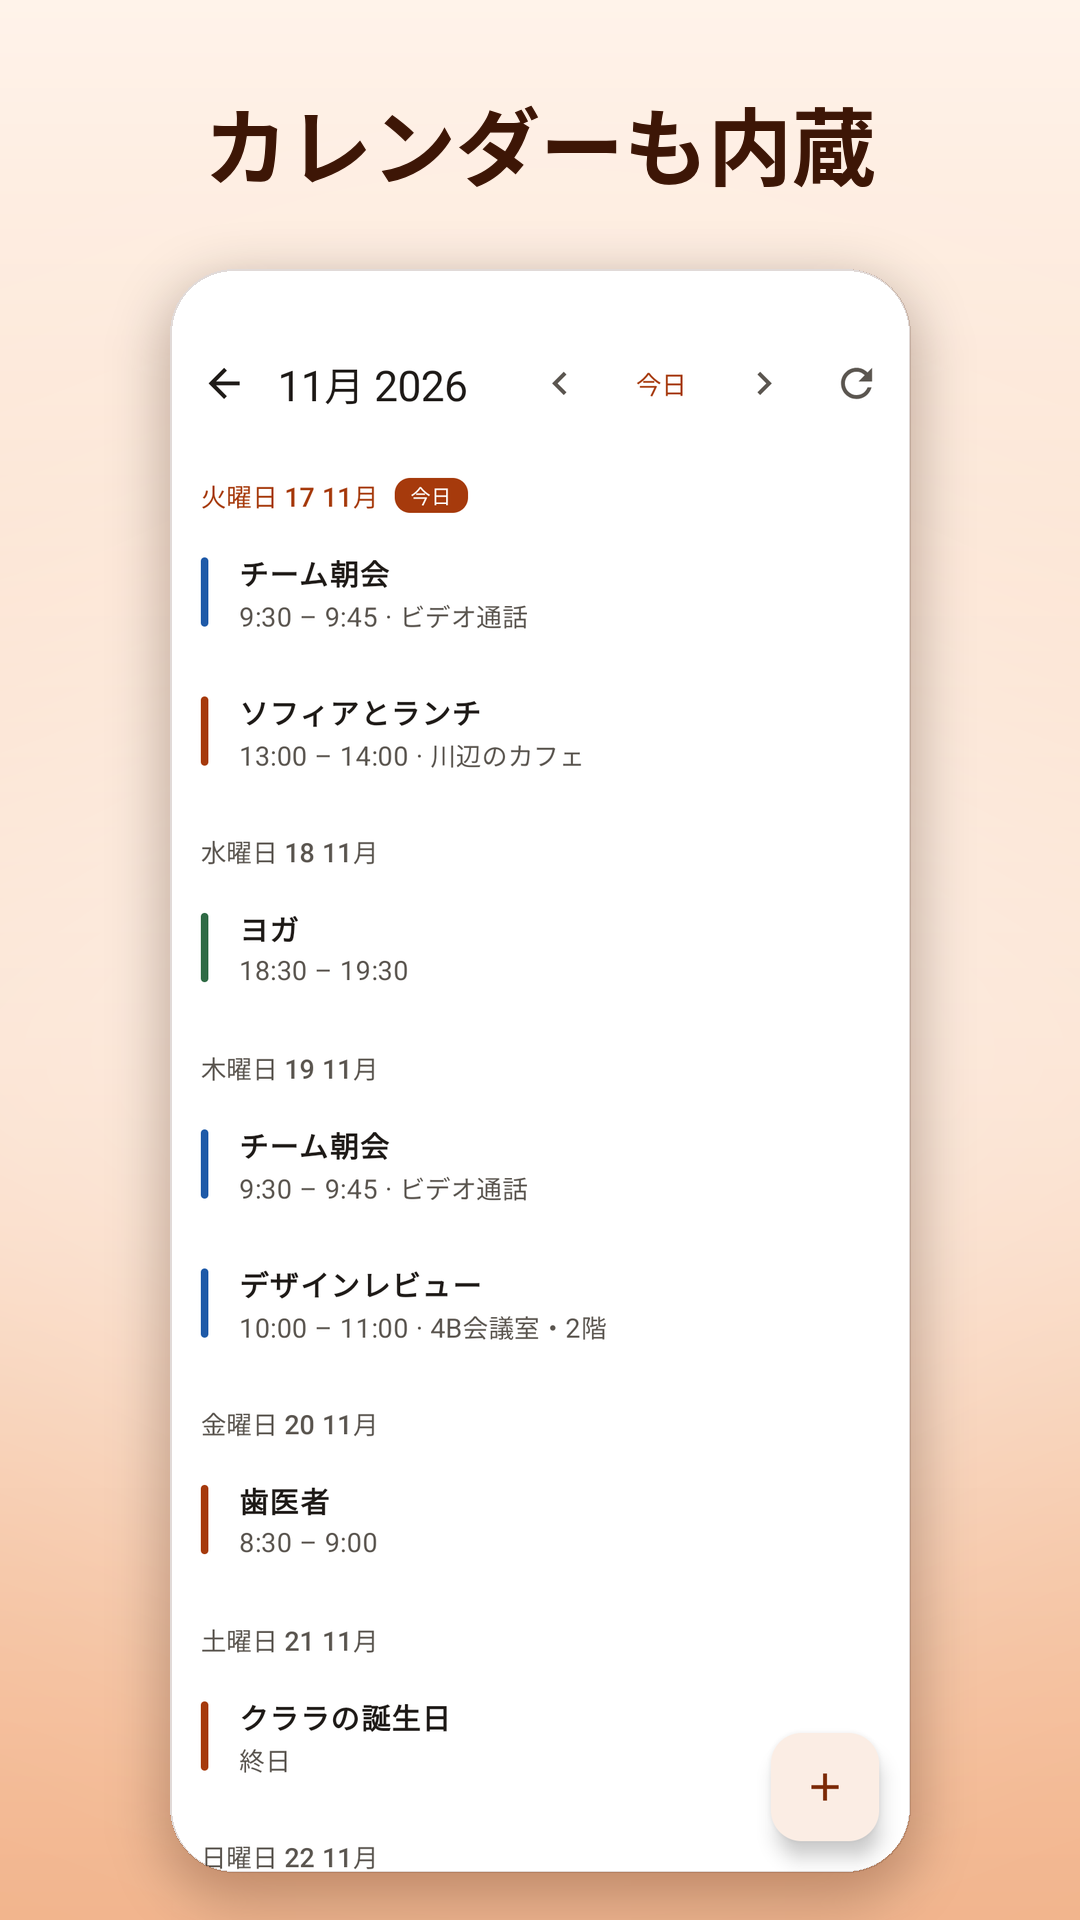 カレンダーも内蔵
11月 2026
今日
火曜日 17 11月 今日
チーム朝会
9:30 – 9:45 · ビデオ通話
ソフィアとランチ
13:00 – 14:00 · 川辺のカフェ
水曜日 18 11月
ヨガ
18:30 – 19:30
木曜日 19 11月
チーム朝会
9:30 – 9:45 · ビデオ通話
デザインレビュー
10:00 – 11:00 · 4B会議室・2階
金曜日 20 11月
歯医者
8:30 – 9:00
土曜日 21 11月
クララの誕生日
終日
日曜日 22 11月